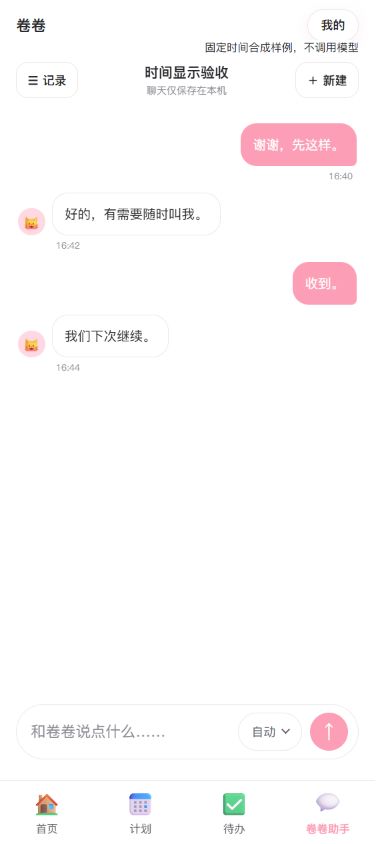 卷卷
我的
固定时间合成样例，不调用模型
☰ 记录
时间显示验收
聊天仅保存在本机
＋ 新建
谢谢，先这样。
16:40
好的，有需要随时叫我。
16:42
收到。
我们下次继续。
16:44
和卷卷说点什么……
自动
首页
计划
待办
卷卷助手